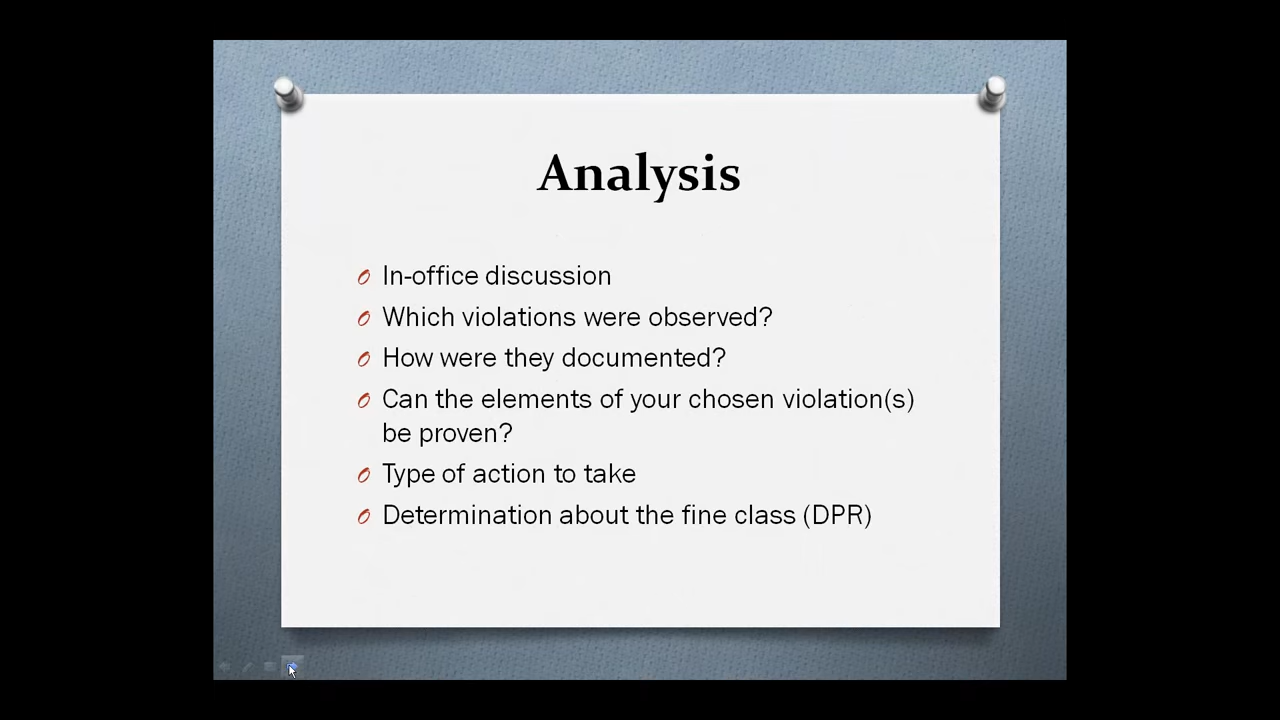 Analysis
In-office discussion
Which violations were observed?
How were they documented?
Can the elements of your chosen violation(s)
be proven?
Type of action to take
Determination about the fine class (DPR)